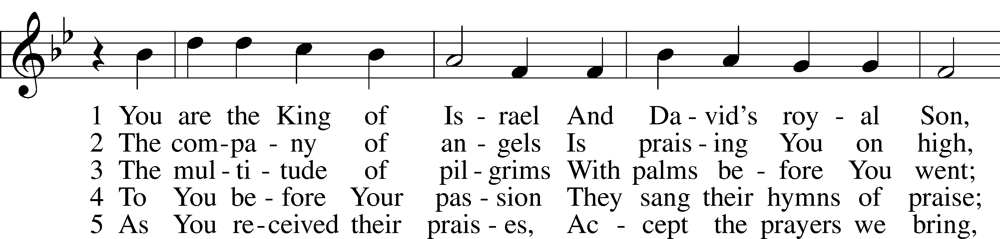 1 You are the King of Is - rael And Da - vid’s roy - al Son,
2 The com - pa - ny of an - gels Is prais - ing You on high,
3 The mul - ti - tude of pil - grims With palms be - fore You went;
4 To You be - fore Your pas - sion They sang their hymns of praise;
5 As You re - ceived their prais - es, Ac - cept the prayers we bring,